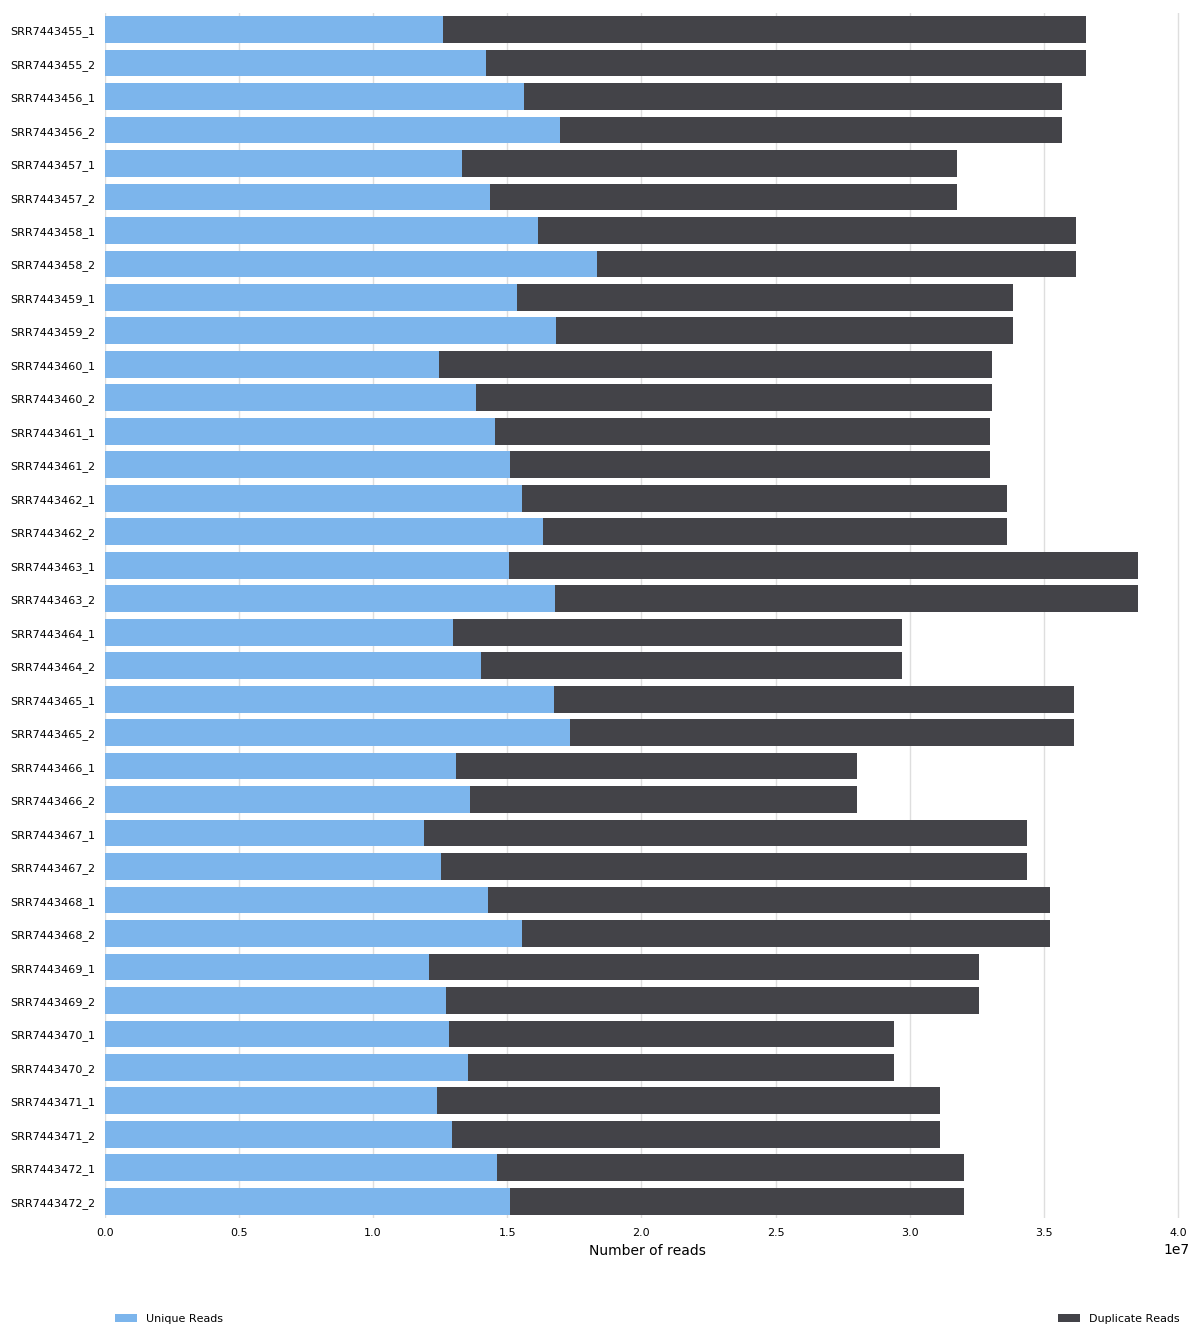 SRR7443455_1
SRR7443455_2
SRR7443456_1
SRR7443456_2
SRR7443457_1
SRR7443457_2
SRR7443458_1
SRR7443458_2
SRR7443459_1
SRR7443459_2
SRR7443460_1
SRR7443460_2
SRR7443461_1
SRR7443461_2
SRR7443462_1
SRR7443462_2
SRR7443463_1
SRR7443463_2
SRR7443464_1
SRR7443464_2
SRR7443465_1
SRR7443465_2
SRR7443466_1
SRR7443466_2
SRR7443467_1
SRR7443467_2
SRR7443468_1
SRR7443468_2
SRR7443469_1
SRR7443469_2
SRR7443470_1
SRR7443470_2
SRR7443471_1
SRR7443471_2
SRR7443472_1
SRR7443472_2
0.0 0.5 1.0 1.5 2.0 2.5 3.0 3.5 4.0
Number of reads 1e7
Unique Reads Duplicate Reads